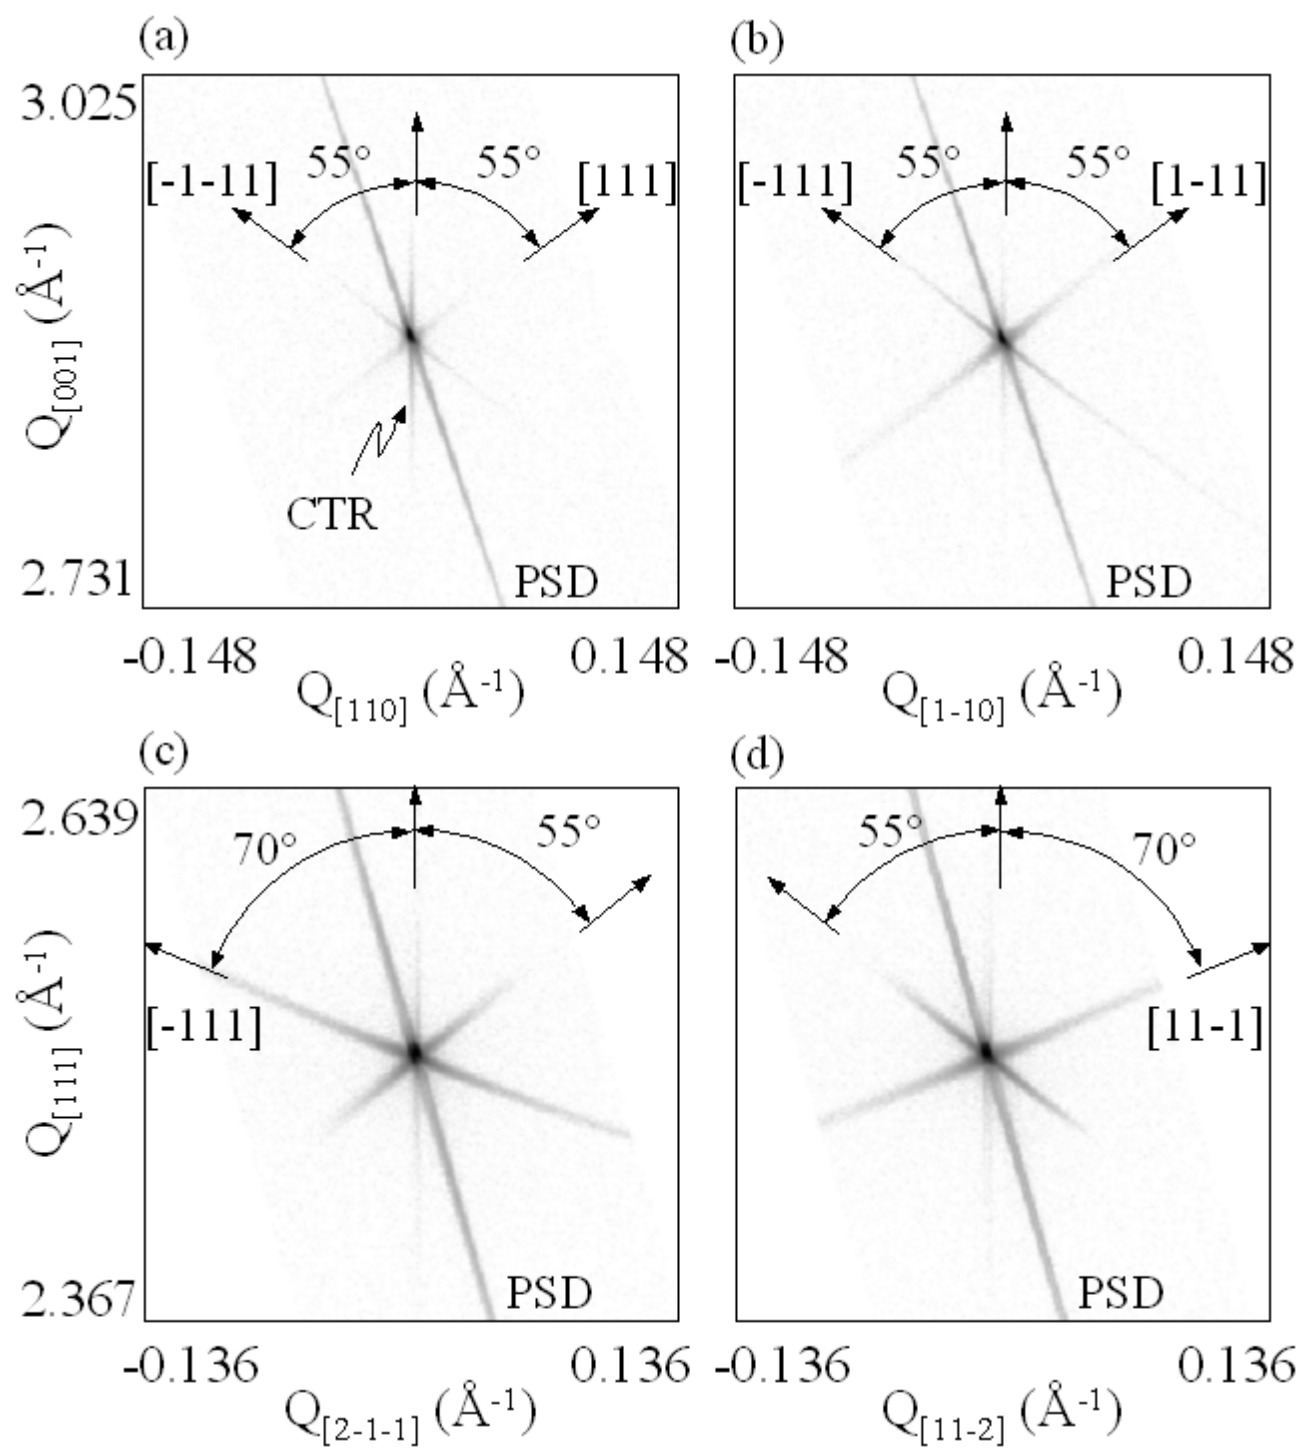 (a)
(b)
3.025
[-1-11]
55°
55°
[111]
[-111]
55°
55°
[1-11]
Q[001] (Å-1)
CTR
2.731
PSD
PSD
-0.148
0.148
-0.148
0.148
Q[110] (Å-1)
Q[1-10] (Å-1)
(c)
(d)
2.639
70°
55°
55°
70°
[-111]
[11-1]
Q[111] (Å-1)
2.367
PSD
PSD
-0.136
0.136
-0.136
0.136
Q[2-1-1] (Å-1)
Q[11-2] (Å-1)